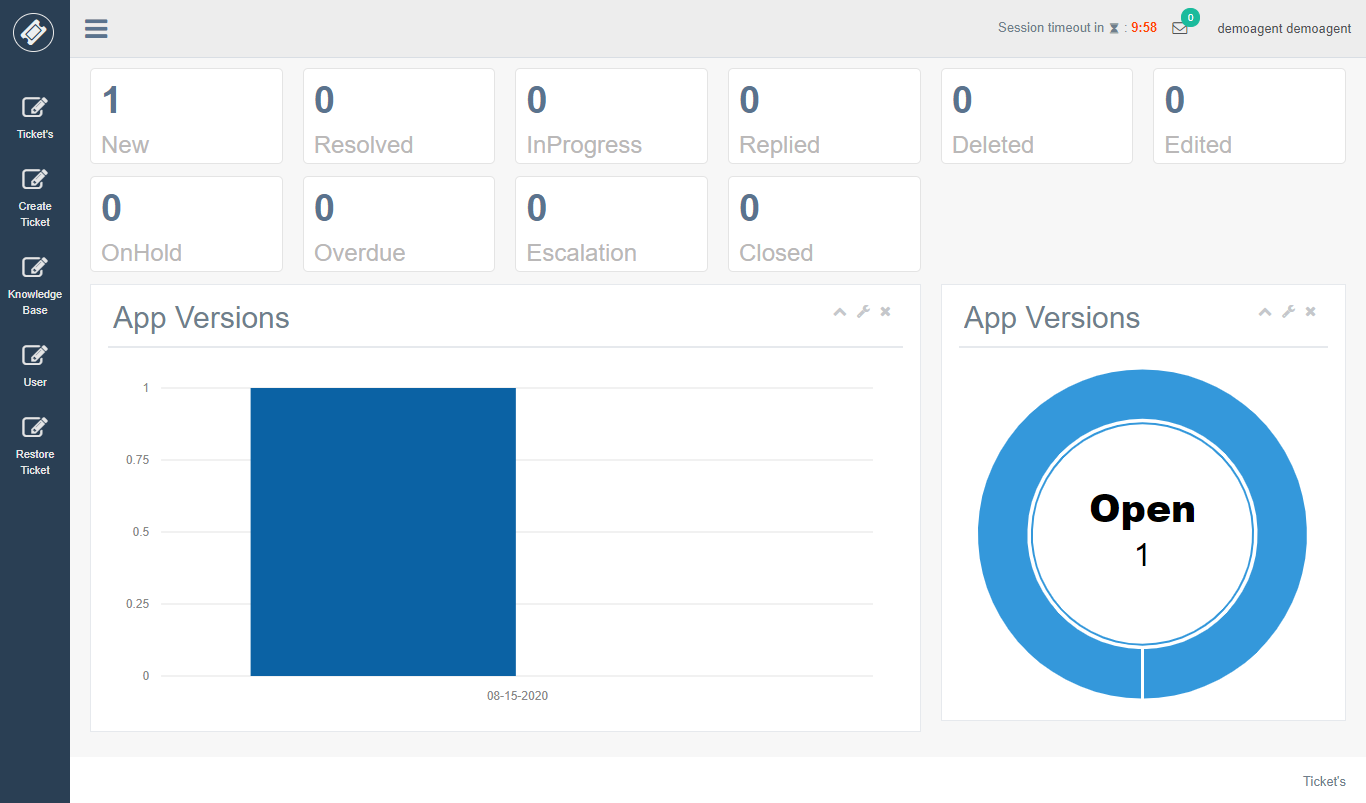 Session timeout in : 9:58
0
demoagent demoagent
Ticket's
Create
Ticket
Knowledge
Base
User
Restore
Ticket
1
New
0
Resolved
0
InProgress
0
Replied
0
Deleted
0
Edited
0
OnHold
0
Overdue
0
Escalation
0
Closed
App Versions
1
0.75
0.5
0.25
0
08-15-2020
App Versions
Open
1
Ticket's